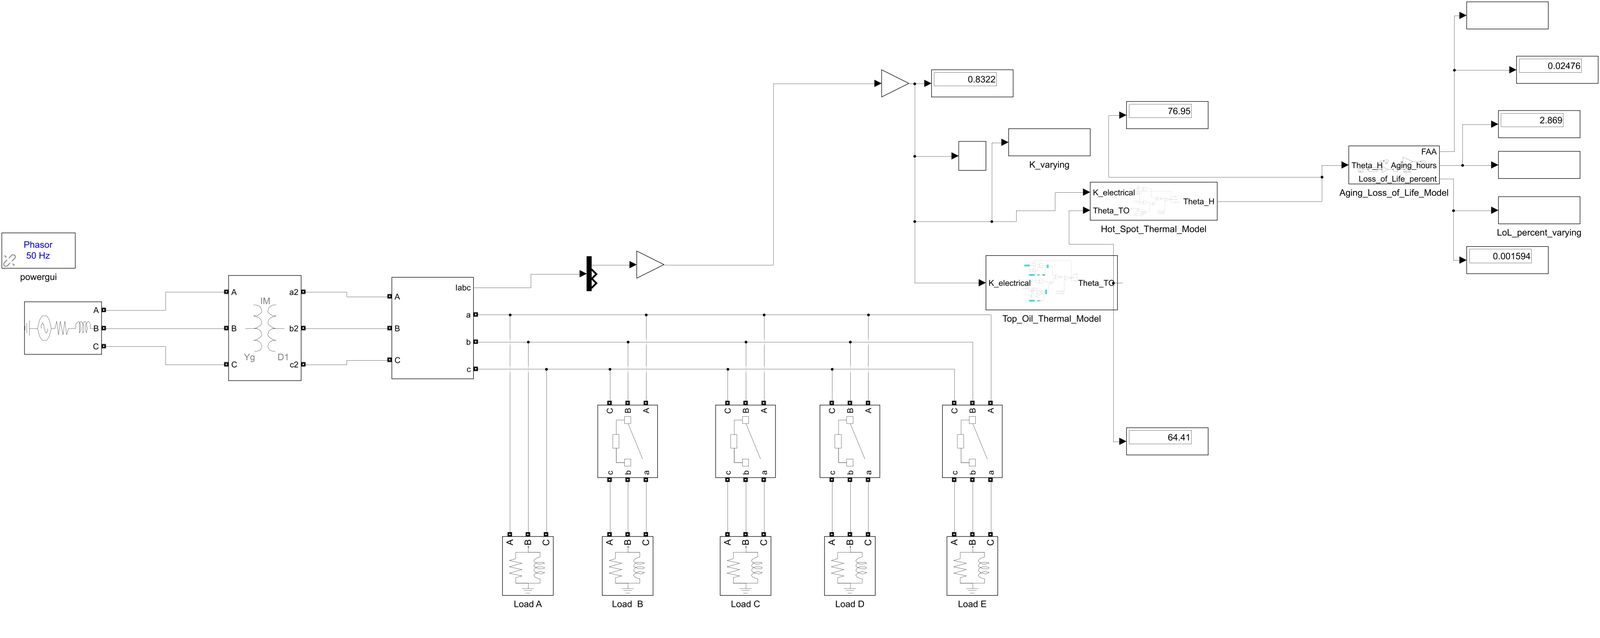 0.02476
0.8322
76.95
2.869
K_varying
FAA
Theta_H
Aging_hours
Loss_of_Life_percent
Aging_Loss_of_Life_Model
K_electrical
Theta_TO
Theta_H
Hot_Spot_Thermal_Model
LoL_percent_varying
0.001594
Phasor
50 Hz
powergui
K_electrical
Theta_TO
Top_Oil_Thermal_Model
Iabc
A
B
C
A
B
C
IM
Yg
D1
a2
b2
c2
A
B
C
a
b
c
64.41
C
B
A
c
b
a
C
B
A
c
b
a
C
B
A
c
b
a
C
B
A
c
b
a
A
B
C
A
B
C
A
B
C
A
B
C
A
B
C
Load A
Load B
Load C
Load D
Load E